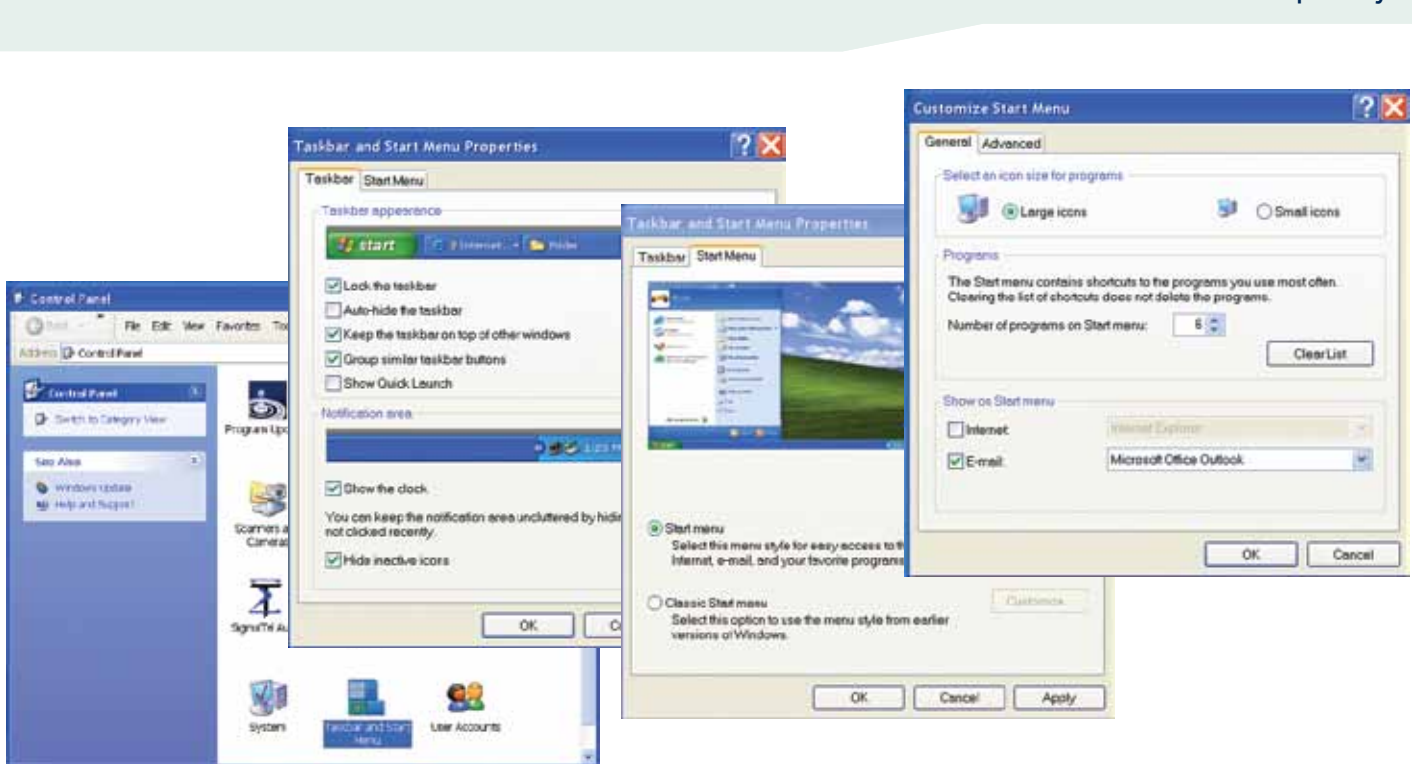 Control Panel
File Edit View Favorites
Address Control Panel
Control Panel
Switch to Category View
See Also
Windows Update
Help and Support
Scanners
System
Taskbar and Start
Menu
User Accounts
Taskbar and Start Menu Properties
Taskbar Start Menu
Taskbar appearance
start
Lock the taskbar
Auto-hide the taskbar
Keep the taskbar on top of other windows
Group similar taskbar buttons
Show Quick Launch
Notification area
Show the clock
You can keep the notification area uncluttered by
not clicked recently.
Hide inactive icons
OK
Taskbar and Start Menu Properties
Taskbar Start Menu
Start menu
Select this menu style for easy access to
Internet, e-mail, and your favorite programs
Classic Start menu
Customize...
Select this option to use the menu style from earlier
versions of Windows.
OK Cancel Apply
Customize Start Menu
General Advanced
Select an icon size for programs
Large icons Small icons
Programs
The Start menu contains shortcuts to the programs you use most often.
Clearing the list of shortcuts does not delete the programs.
Number of programs on Start menu: 6
Clear List
Show on Start menu
Internet: Internet Explorer
E-mail: Microsoft Office Outlook
OK Cancel